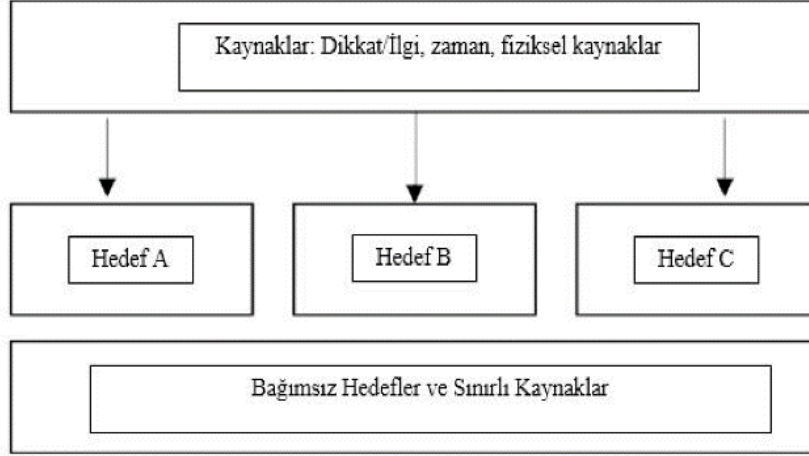 Kaynaklar: Dikkat/İlgi, zaman, fiziksel kaynaklar
Hedef A
Hedef B
Hedef C
Bağımsız Hedefler ve Sınırlı Kaynaklar